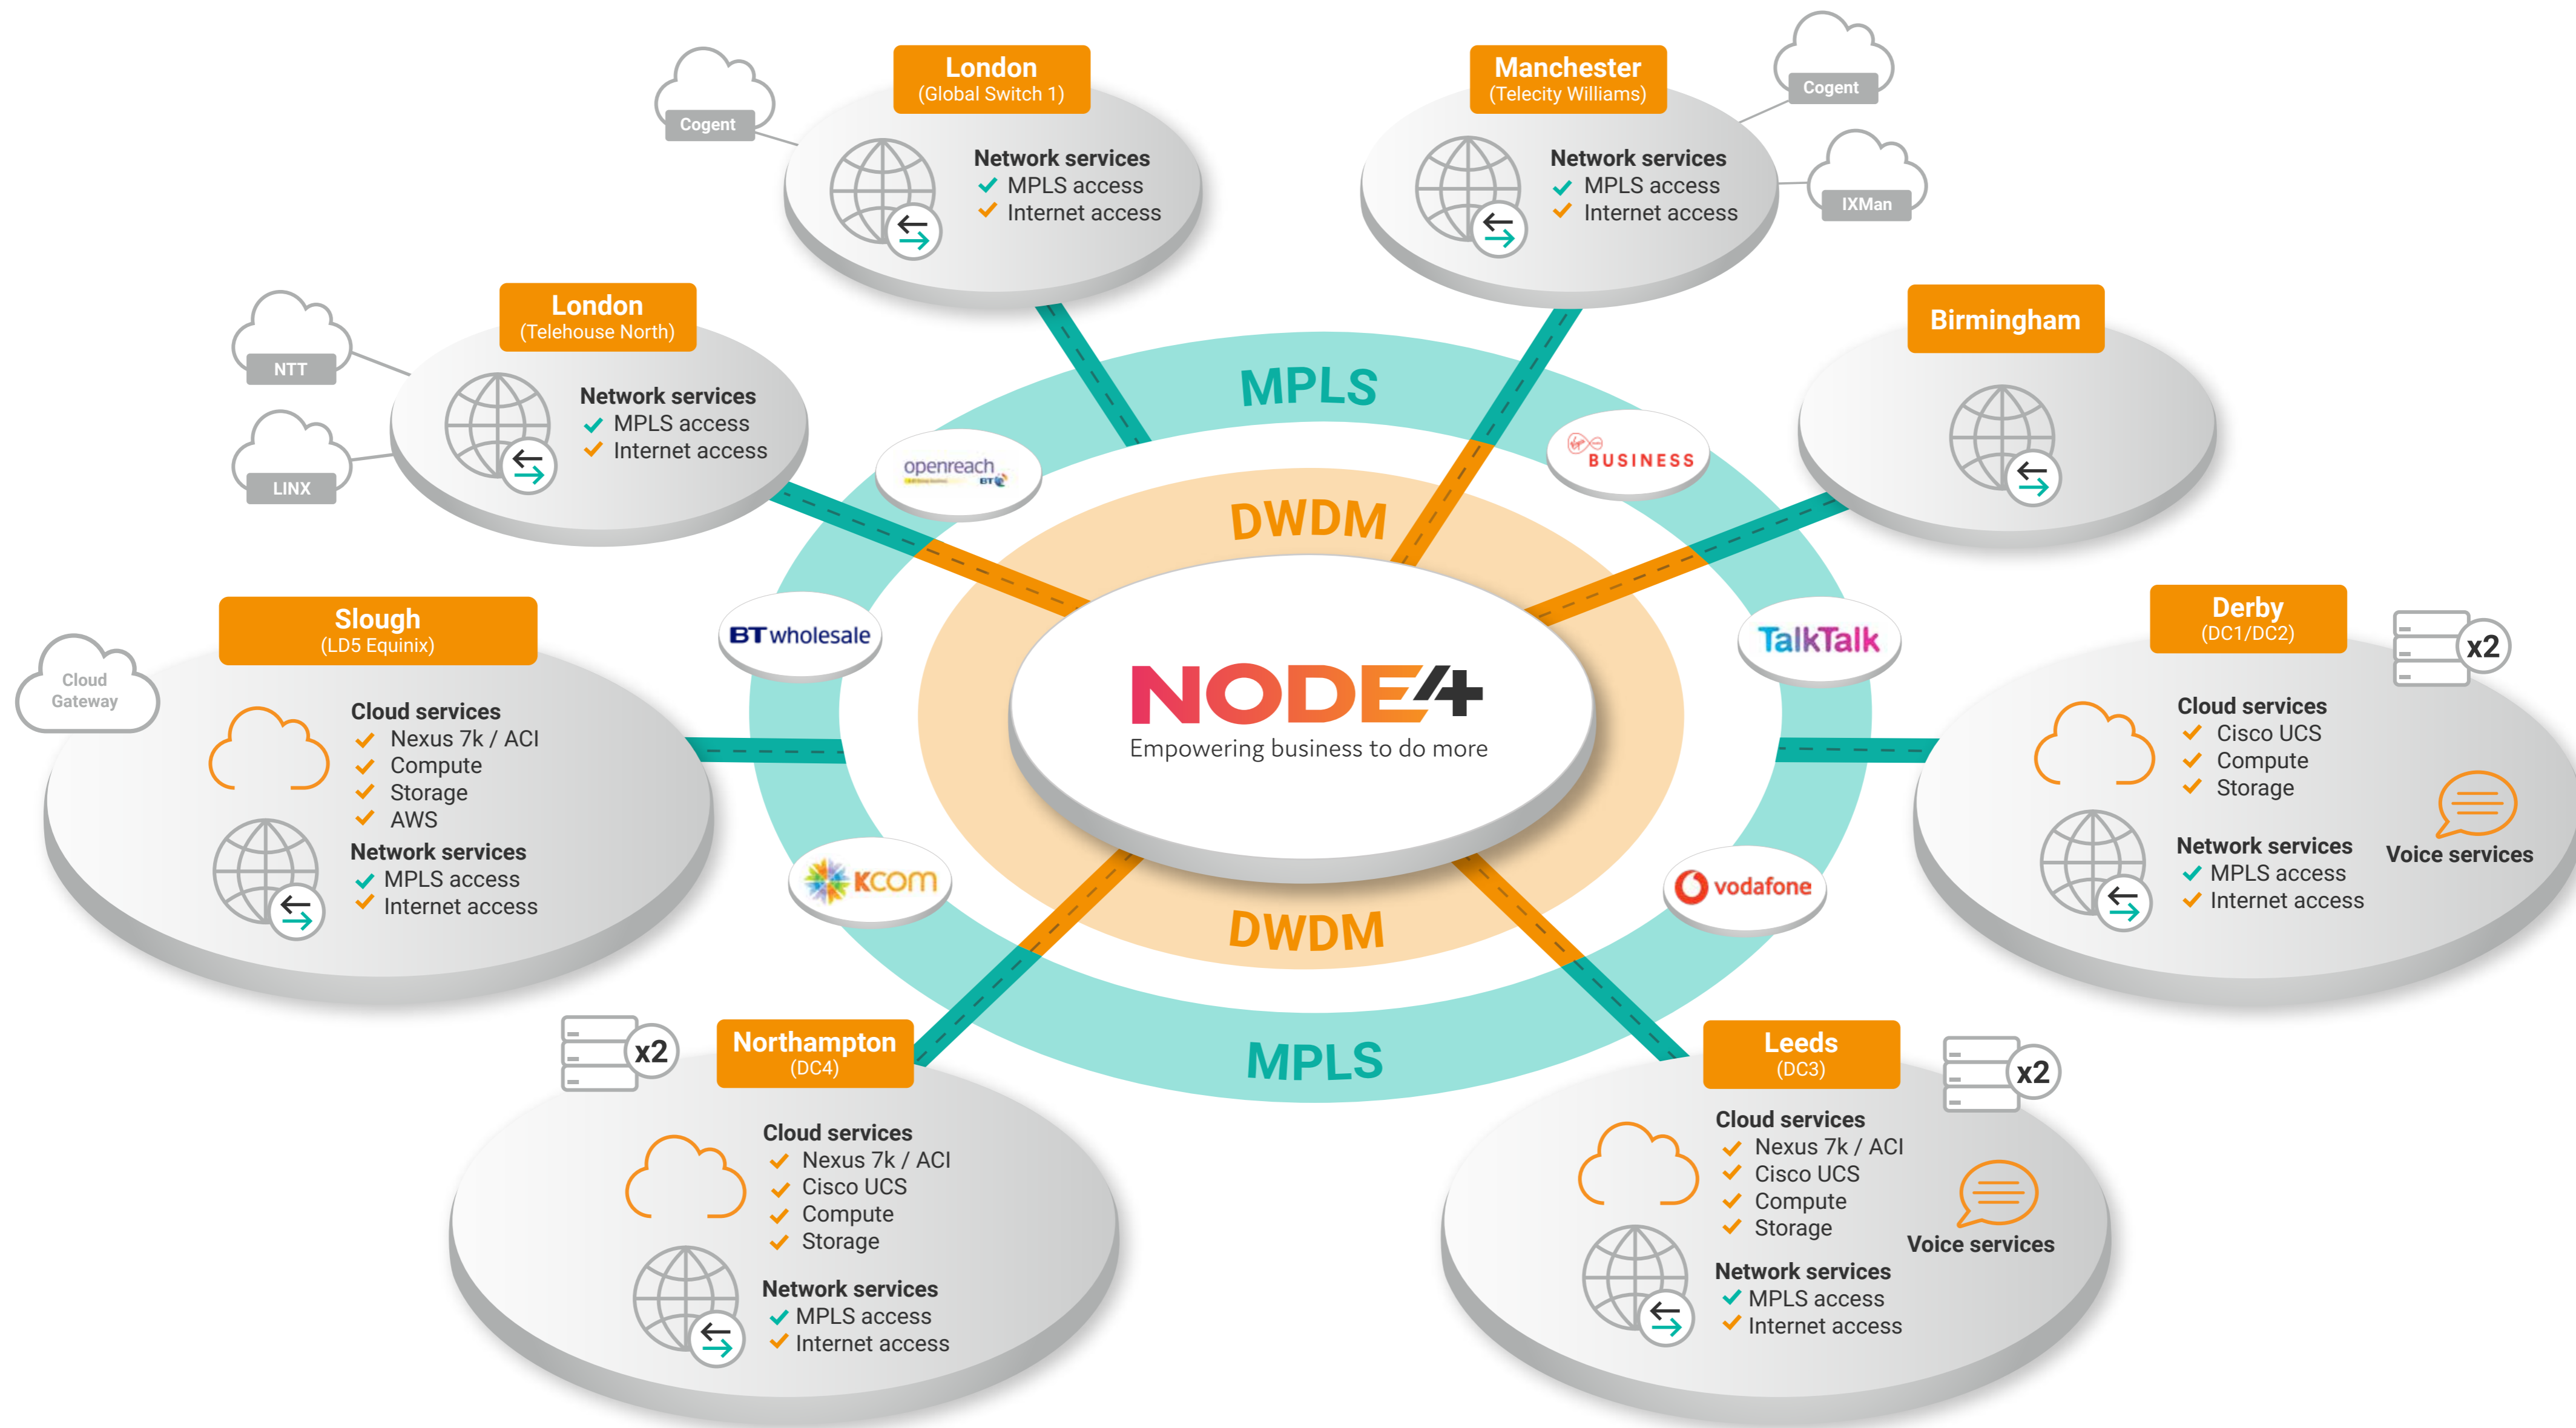 London
(Global Switch 1)
Cogent
Network services
MPLS access
Internet access
Manchester
(Telecity Williams)
Cogent
IXMan
Network services
MPLS access
Internet access
London
(Telehouse North)
NTT
LINX
Network services
MPLS access
Internet access
Birmingham
MPLS
DWDM
openreach
BT
Virgin media
BUSINESS
BT wholesale
TalkTalk
KCOM
vodafone
NODE4
Empowering business to do more
DWDM
MPLS
Slough
(LD5 Equinix)
Cloud
Gateway
Cloud services
Nexus 7k / ACI
Compute
Storage
AWS
Network services
MPLS access
Internet access
Derby
(DC1/DC2)
x2
Cloud services
Cisco UCS
Compute
Storage
Network services
MPLS access
Internet access
Voice services
Northampton
(DC4)
x2
Cloud services
Nexus 7k / ACI
Cisco UCS
Compute
Storage
Network services
MPLS access
Internet access
Leeds
(DC3)
x2
Cloud services
Nexus 7k / ACI
Cisco UCS
Compute
Storage
Network services
MPLS access
Internet access
Voice services